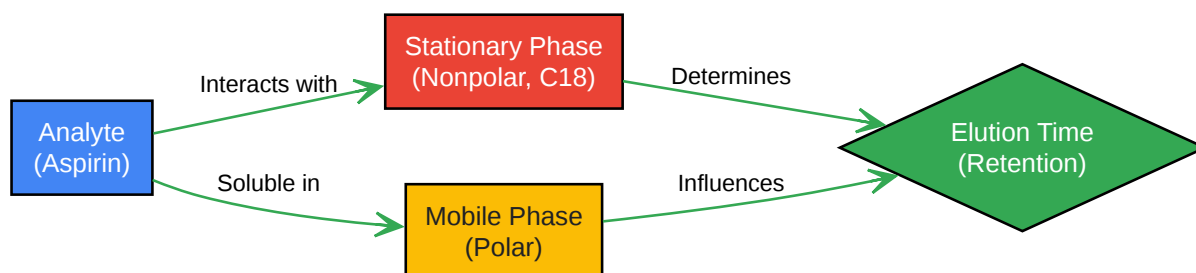 Analyte
(Aspirin)
Interacts with
Stationary Phase
(Nonpolar, C18)
Determines
Soluble in
Mobile Phase
(Polar)
Influences
Elution Time
(Retention)